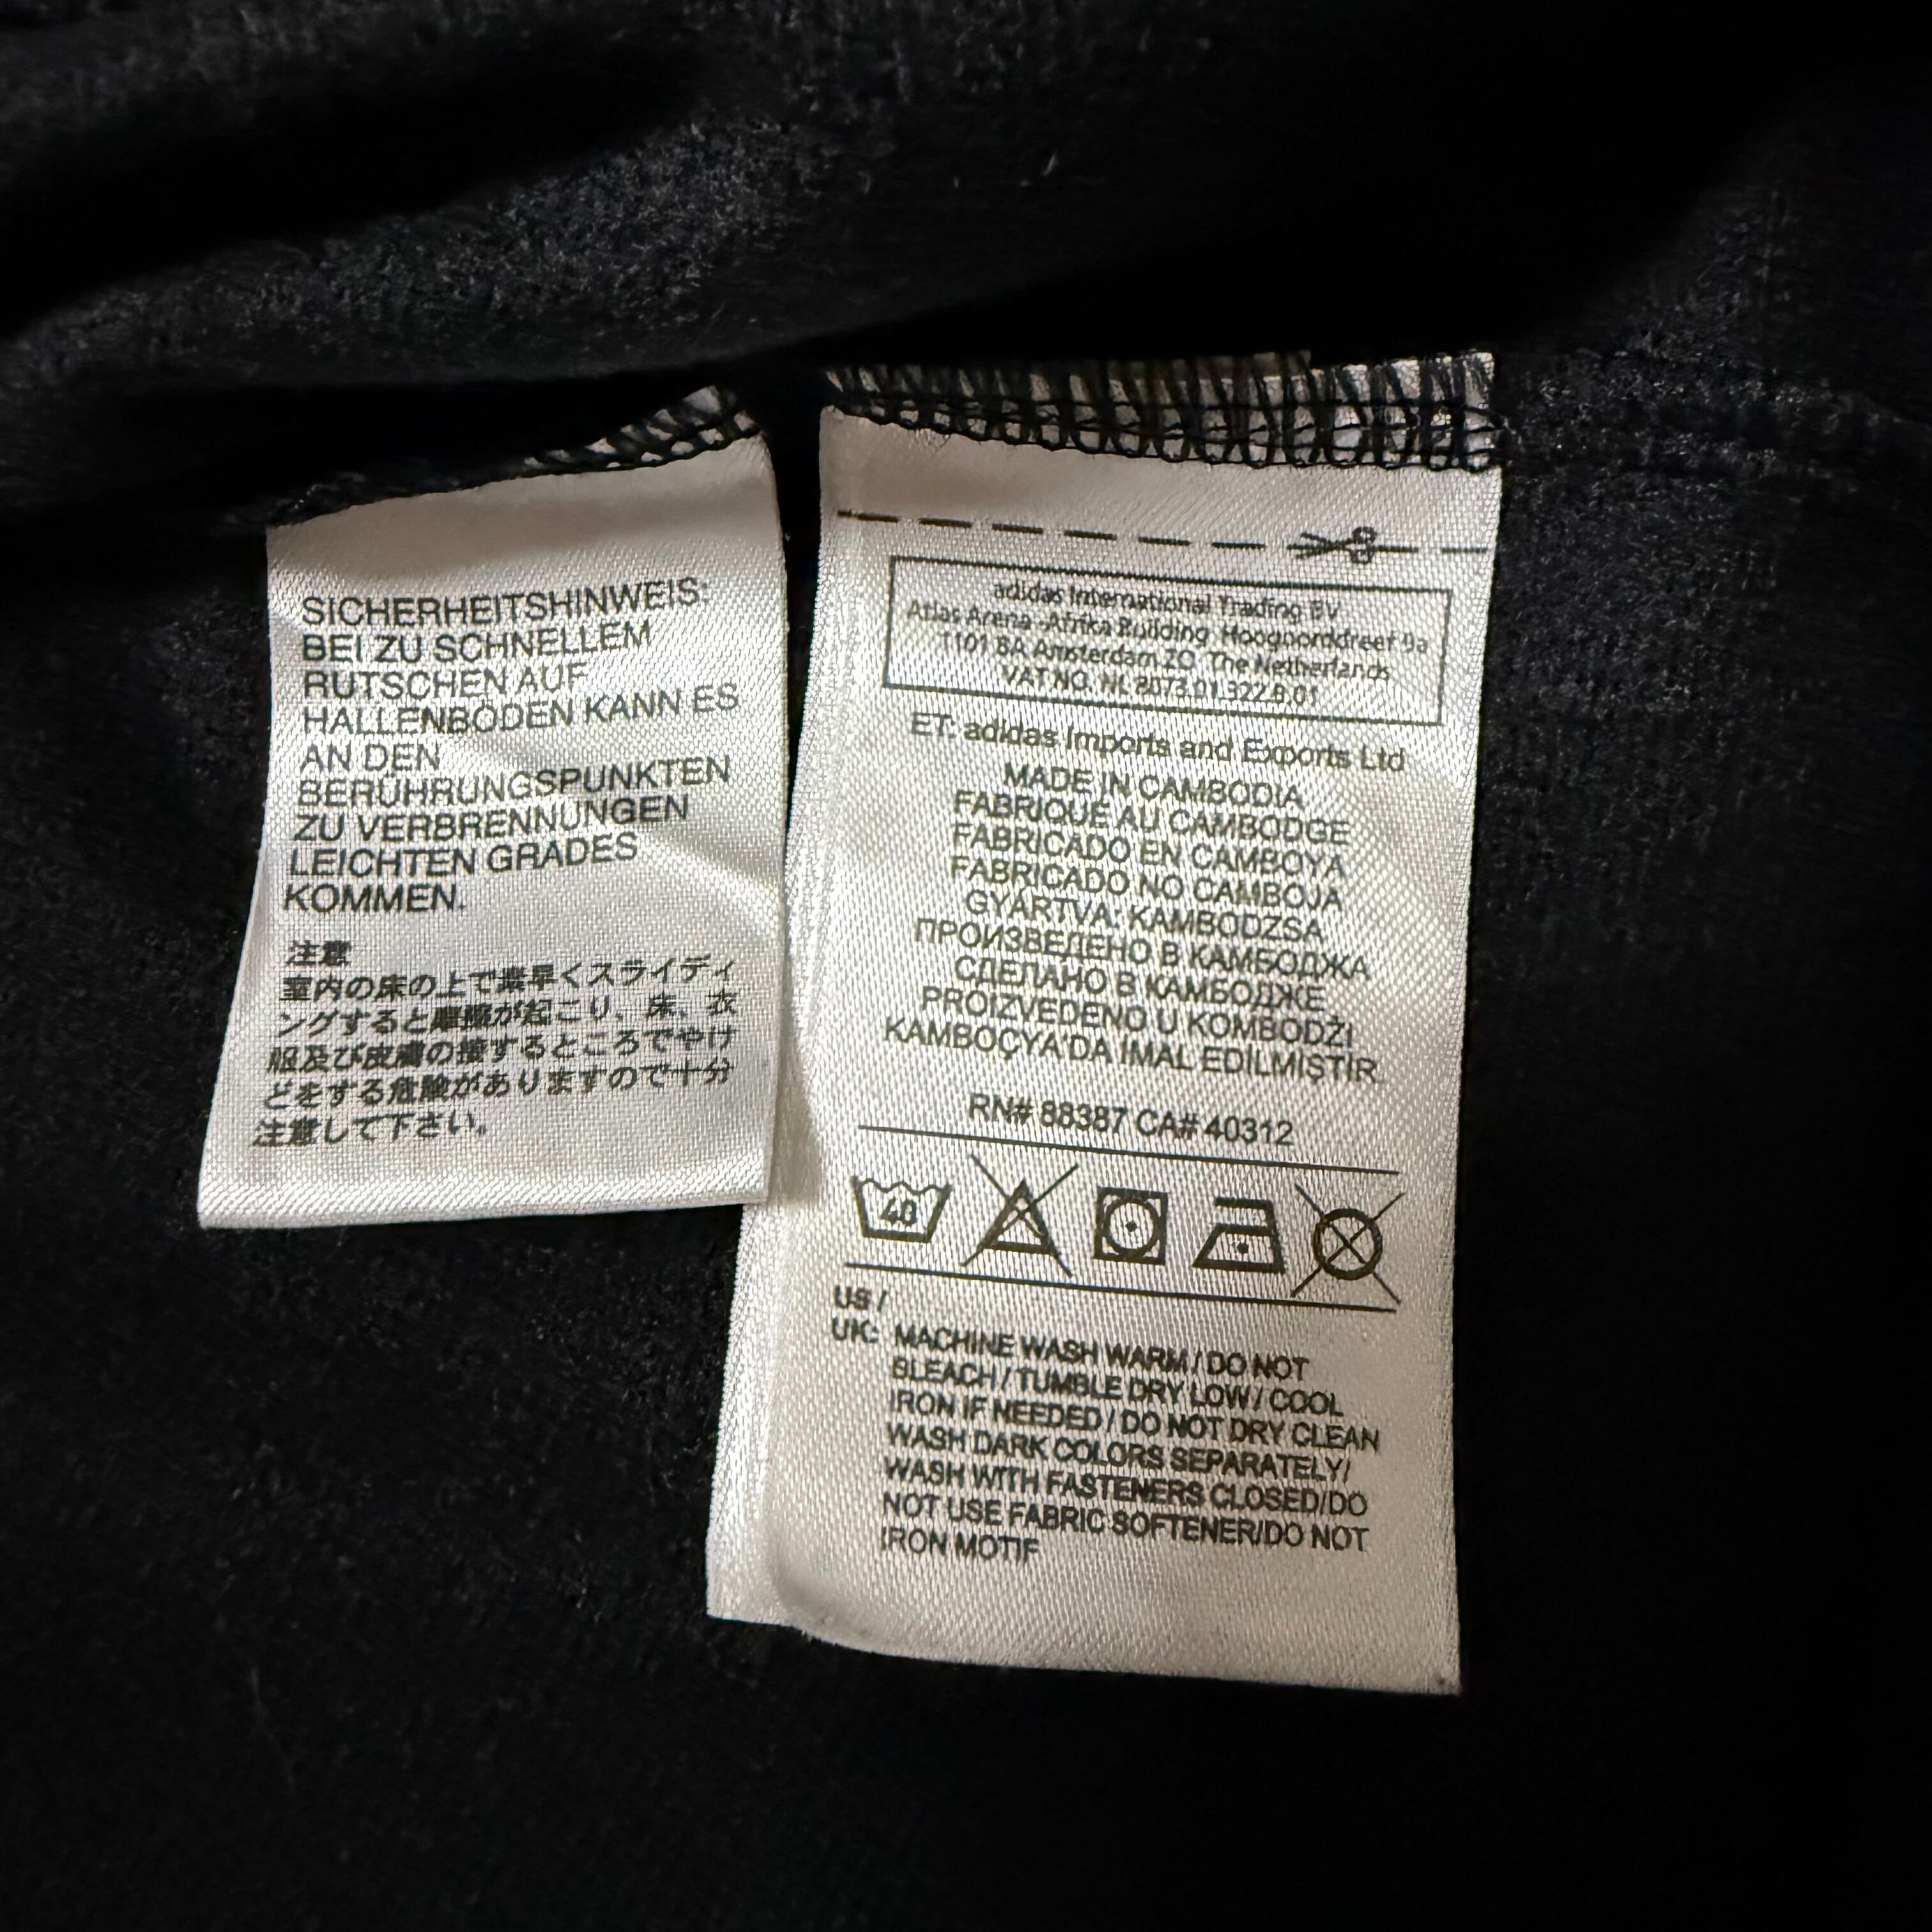 SICHERHEITSHINWEIS:
BEI ZU SCHNELLEM
RUTSCHEN AUF
HALLENBÖDEN KANN ES
AN DEN
BERÜHRUNGSPUNKTEN
ZU VERBRENNUNGEN
LEICHTEN GRADES
KOMMEN.
注意
室内の床の上で素早くスライディ
ングすると摩擦が起こり、床、衣
服及び皮膚の接するところでやけ
どをする危険がありますので十分
注意して下さい。
adidas International Trading BV
Atlas Arena -Afrika Building, Hoogoorddreef 9a
1101 BA Amsterdam ZO, The Netherlands
VAT NO. NL 8073.01.322.B.01
ET: adidas Imports and Exports Ltd
MADE IN CAMBODIA
FABRIQUÉ AU CAMBODGE
FABRICADO EN CAMBOYA
FABRICADO NO CAMBOJA
GYÁRTVA: KAMBODZSA
ПРОИЗВЕДЕНО В КАМБОДЖА
СДЕЛАНО В КАМБОДЖЕ
PROIZVEDENO U KOMBODŽI
KAMBOÇYA'DA IMAL EDİLMİŞTİR
RN# 88387 CA# 40312
40
US /
UK: MACHINE WASH WARM / DO NOT
BLEACH / TUMBLE DRY LOW / COOL
IRON IF NEEDED / DO NOT DRY CLEAN
WASH DARK COLORS SEPARATELY/
WASH WITH FASTENERS CLOSED/DO
NOT USE FABRIC SOFTENER/DO NOT
IRON MOTIF